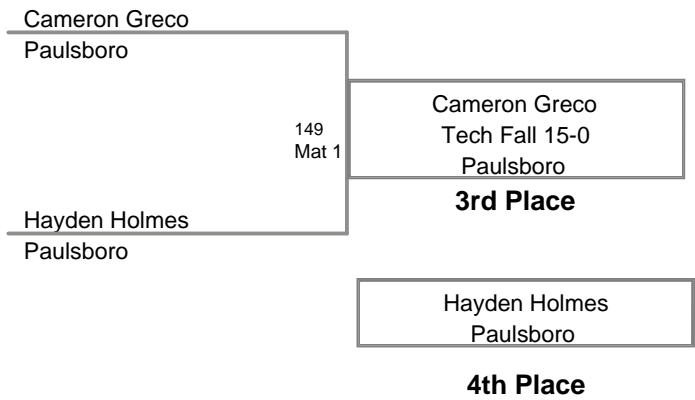 Cameron Greco
Paulsboro
149
Mat 1
Cameron Greco
Tech Fall 15-0
Paulsboro
3rd Place
Hayden Holmes
Paulsboro
Hayden Holmes
Paulsboro
4th Place